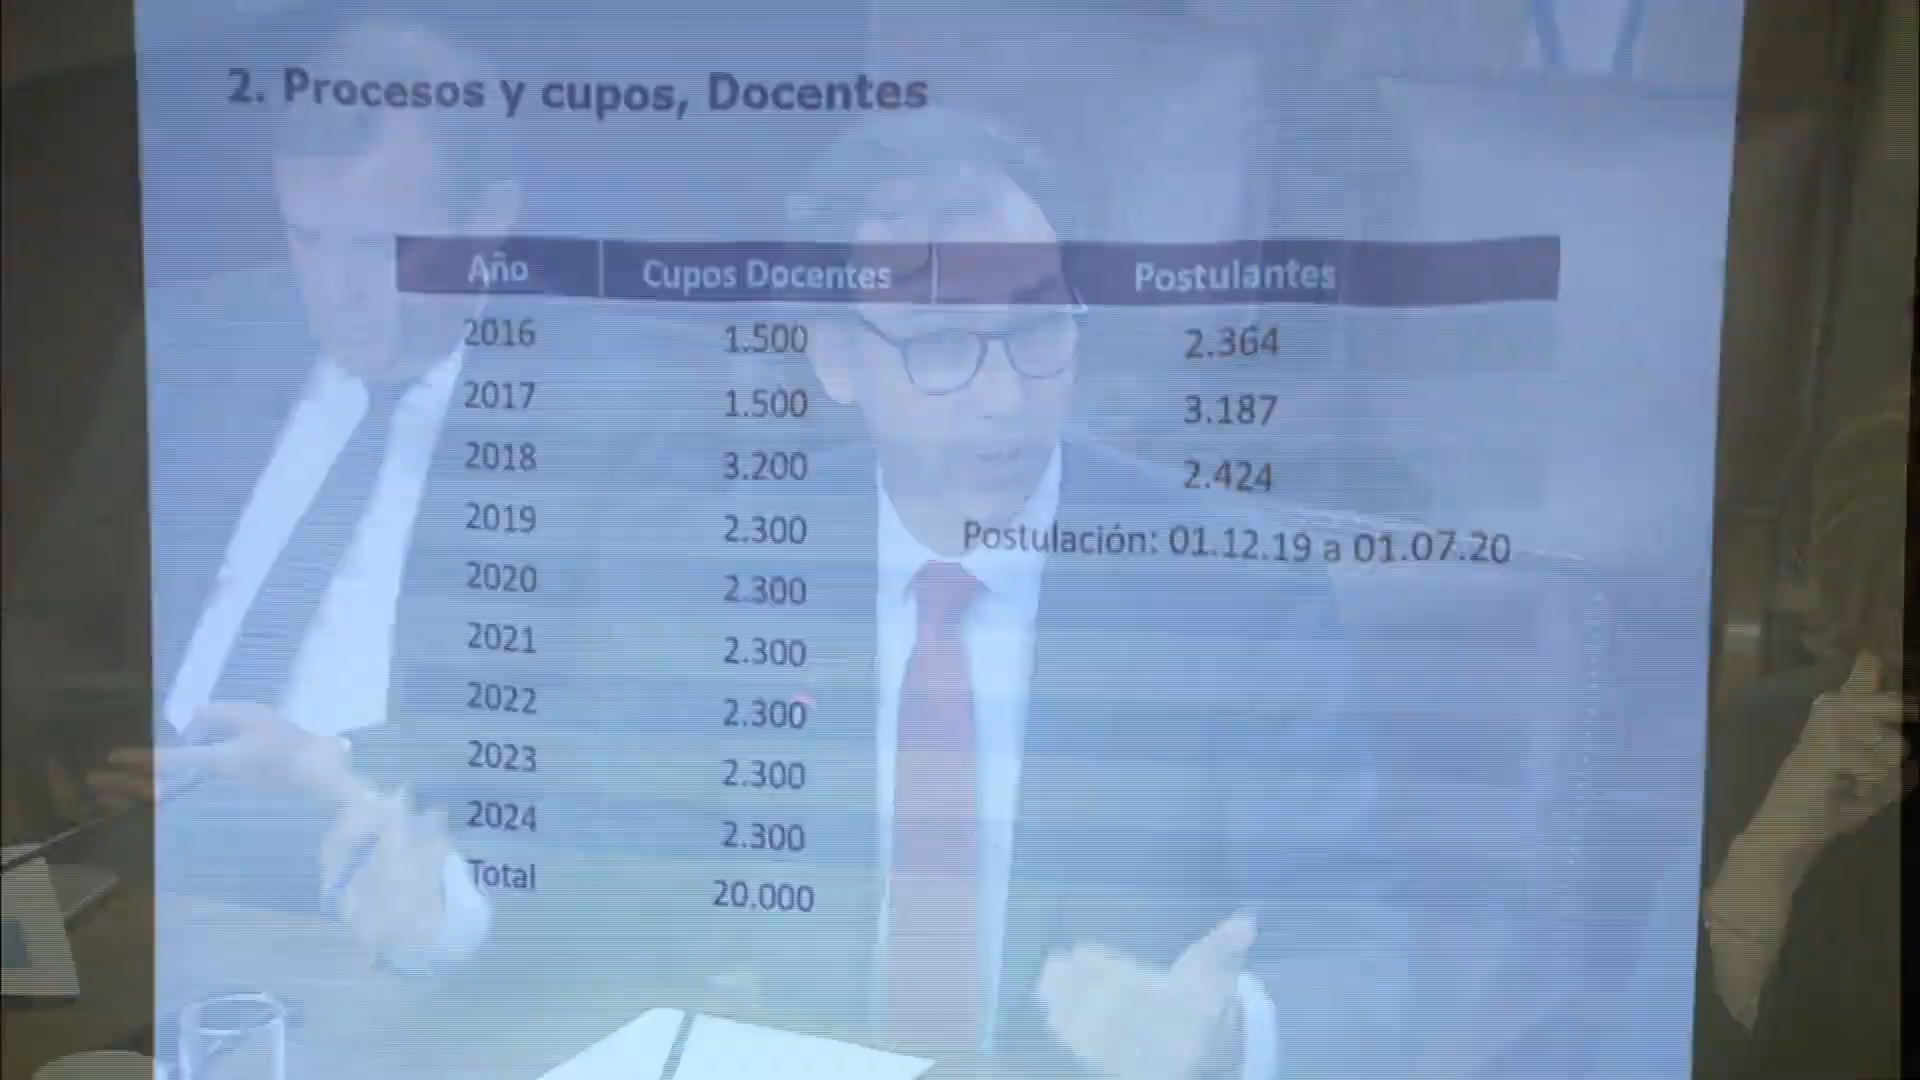 2. Procesos y cupos, Docentes
Año Cupos Docentes Postulantes
2016 1.500 2.364
2017 1.500 3.187
2018 3.200 2.424
2019 2.300 Postulación: 01.12.19 a 01.07.20
2020 2.300
2021 2.300
2022 2.300
2023 2.300
2024 2.300
Total 20.000